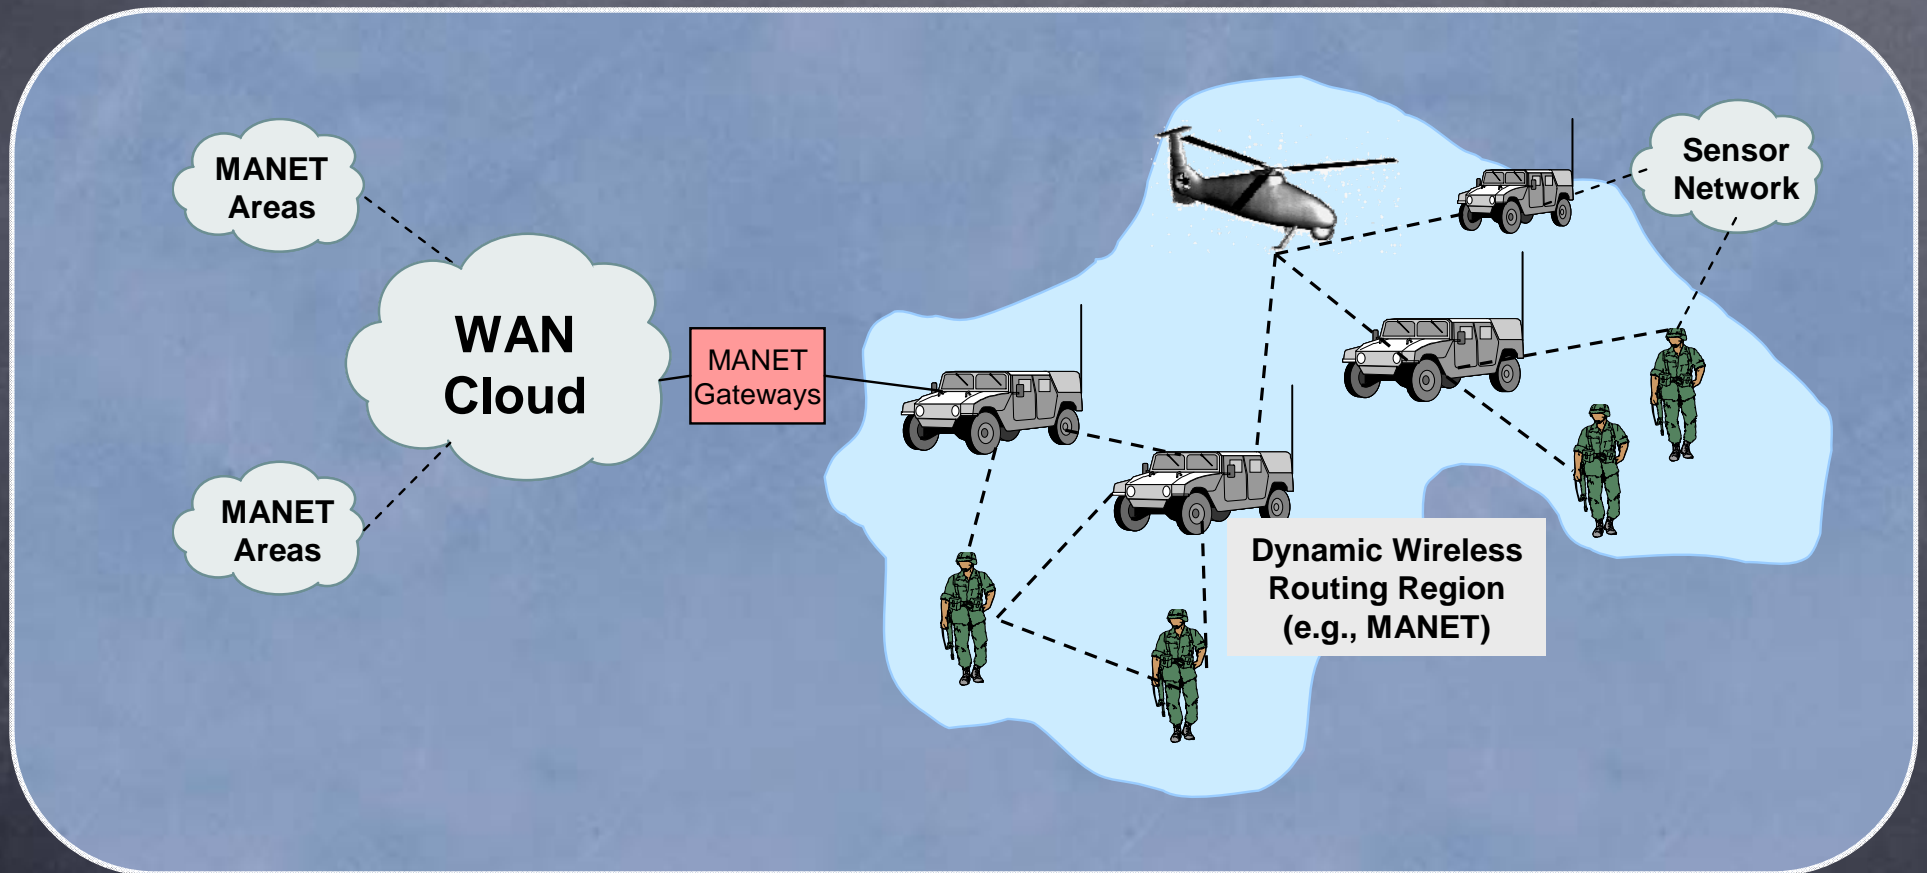 MANET
Areas
WAN
Cloud
MANET
Areas
MANET
Gateways
Sensor
Network
Dynamic Wireless
Routing Region
(e.g., MANET)